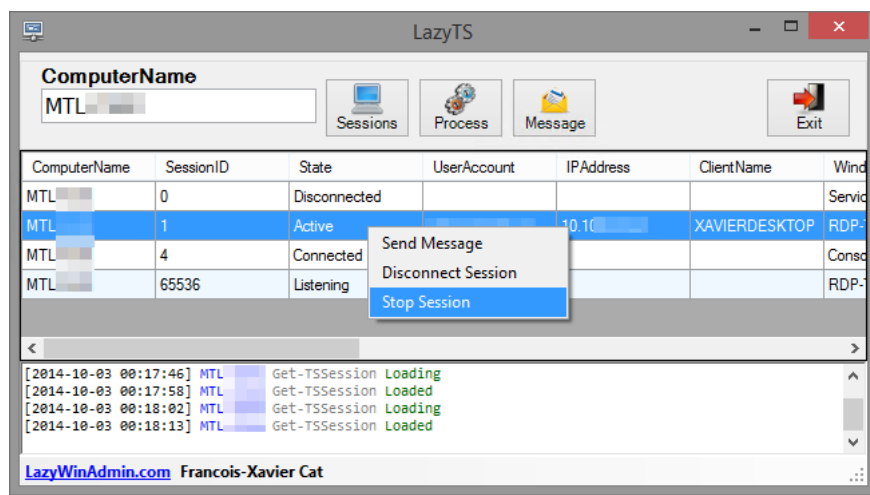 LazyTS
ComputerName
MTL
Sessions Process Message Exit
ComputerName SessionID State UserAccount IPAddress ClientName Wind
MTL 0 Disconnected Servic
MTL 1 Active 10.10 XAVIERDESKTOP RDP-T
MTL 4 Connected Conso
MTL 65536 Listening RDP-T
Send Message
Disconnect Session
Stop Session
[2014-10-03 00:17:46] MTL Get-TSSession Loading
[2014-10-03 00:17:58] MTL Get-TSSession Loaded
[2014-10-03 00:18:02] MTL Get-TSSession Loading
[2014-10-03 00:18:13] MTL Get-TSSession Loaded
LazyWinAdmin.com Francois-Xavier Cat